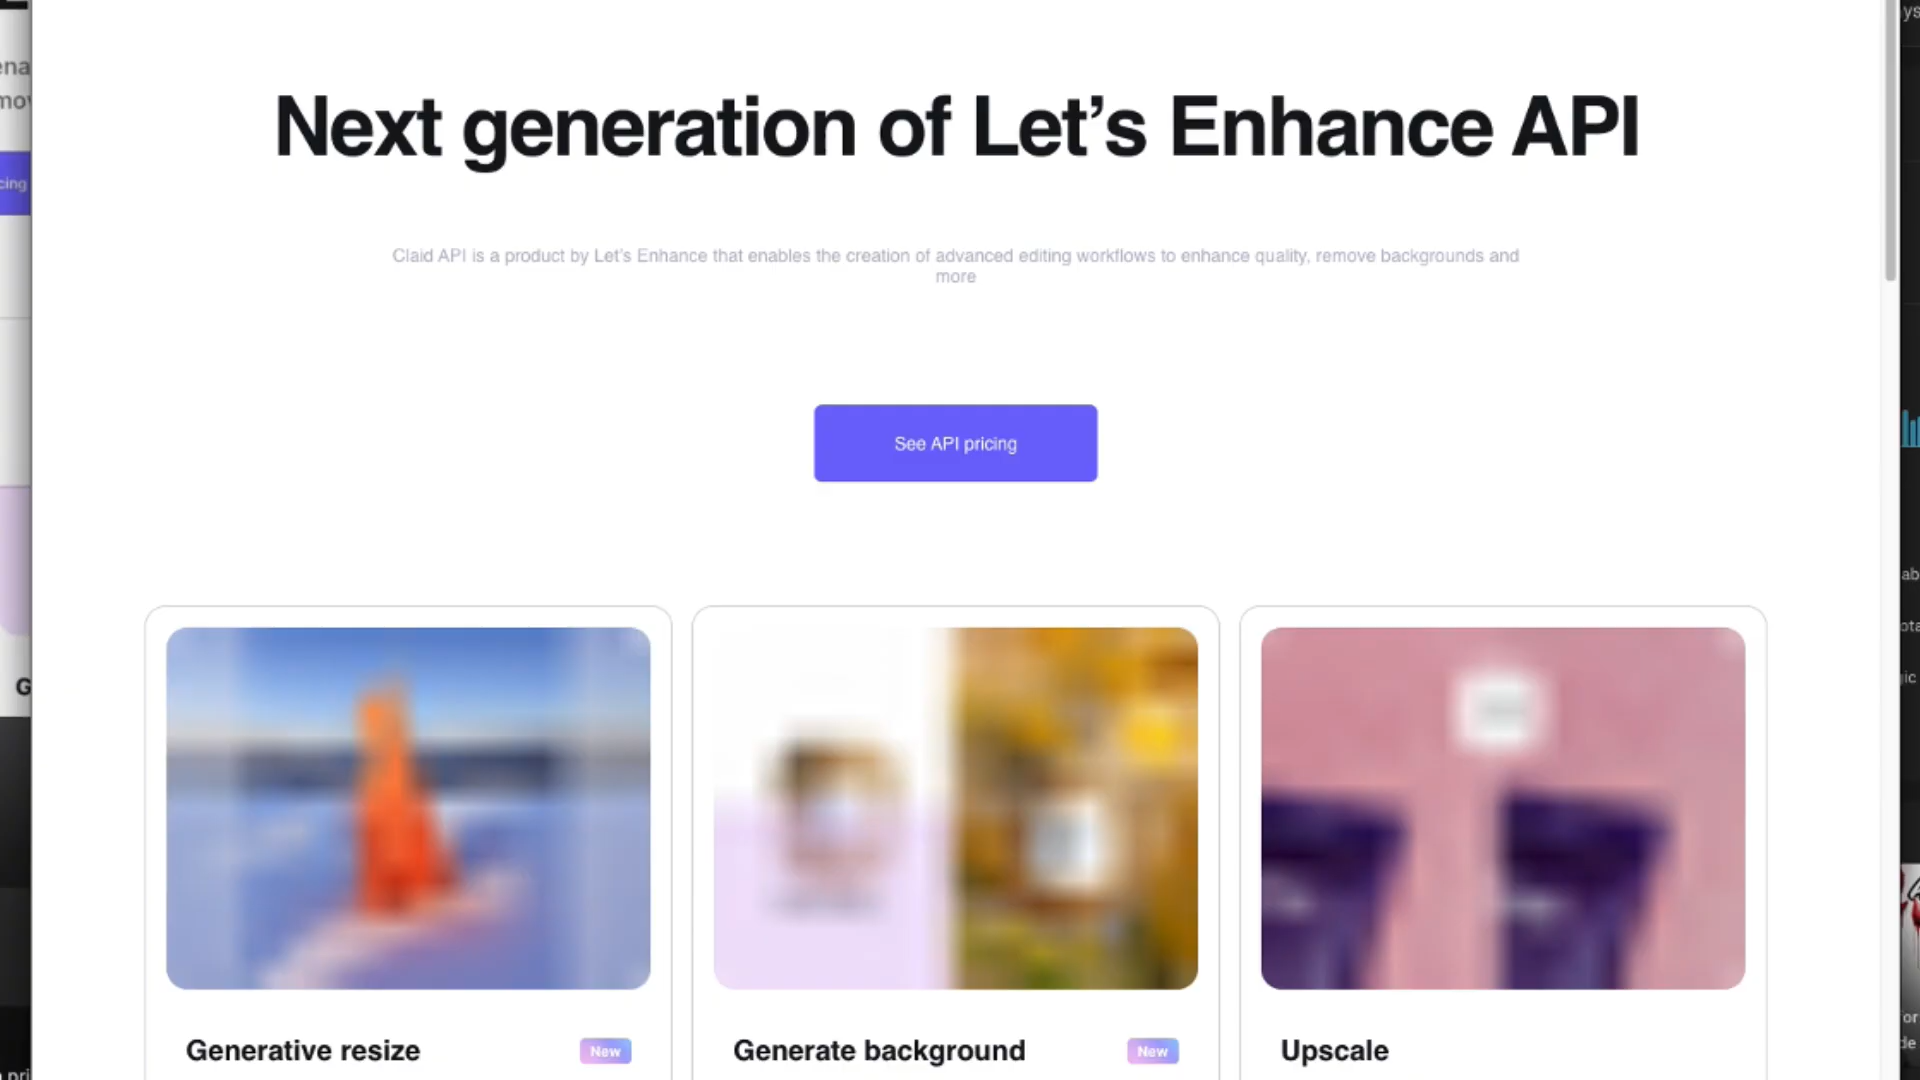 Next generation of Let’s Enhance API
Claid API is a product by Let’s Enhance that enables the creation of advanced editing workflows to enhance quality, remove backgrounds and
more
See API pricing
Generative resize
New
Generate background
New
Upscale
cing